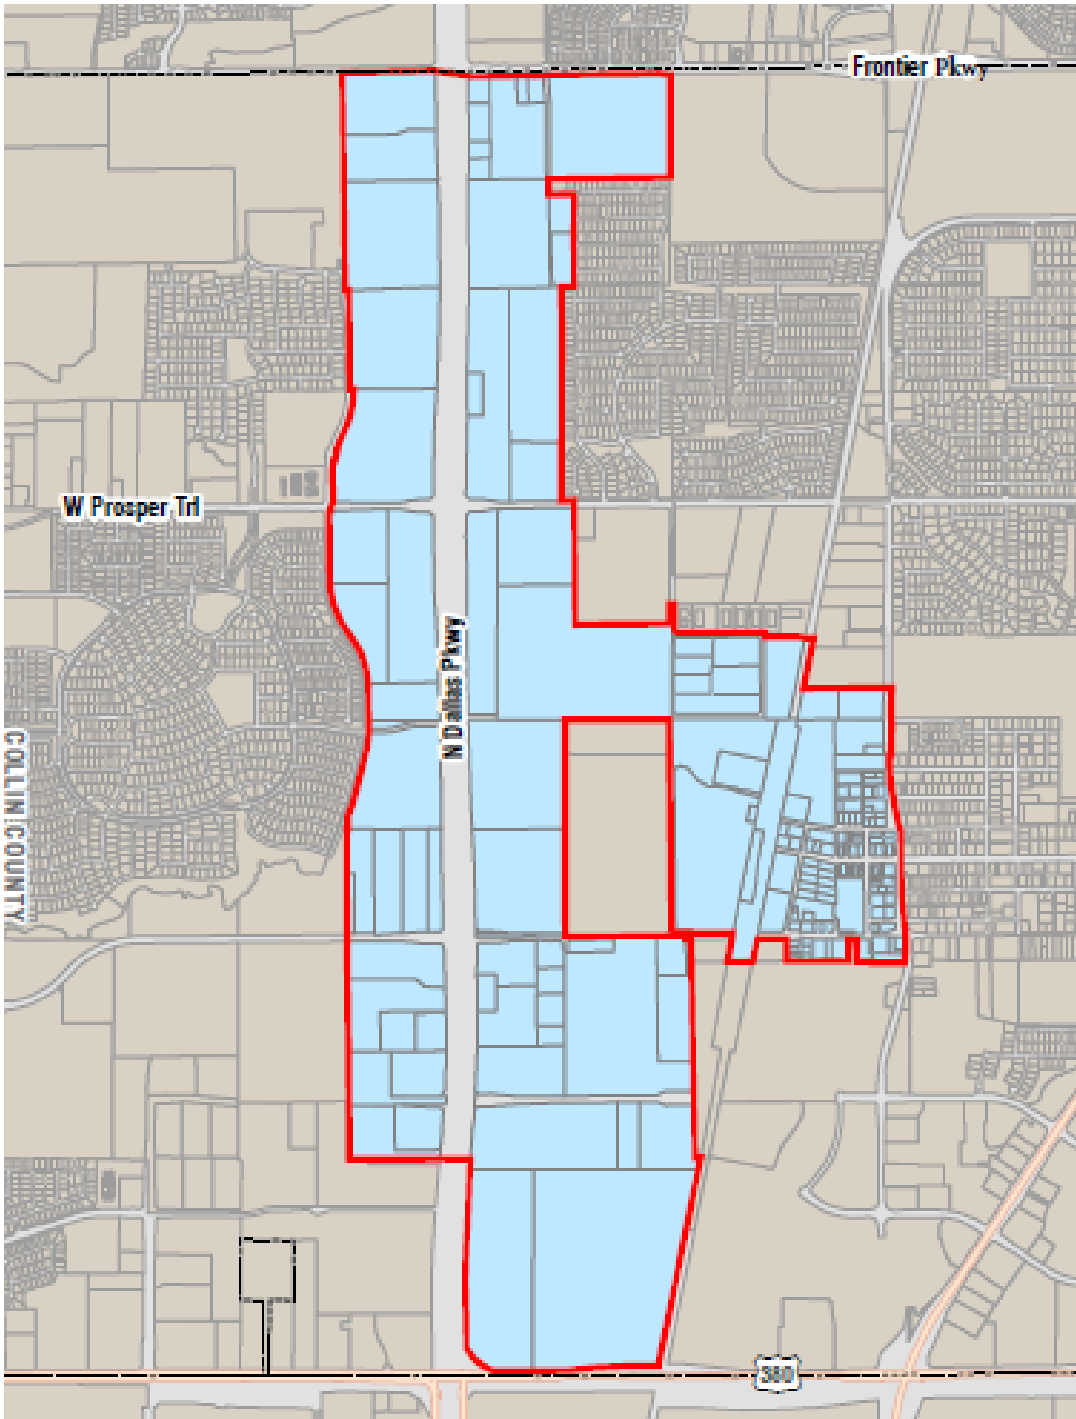 Frontier Pkwy
W Prosper Trl
N Dallas Pkwy
COLLIN COUNTY
380